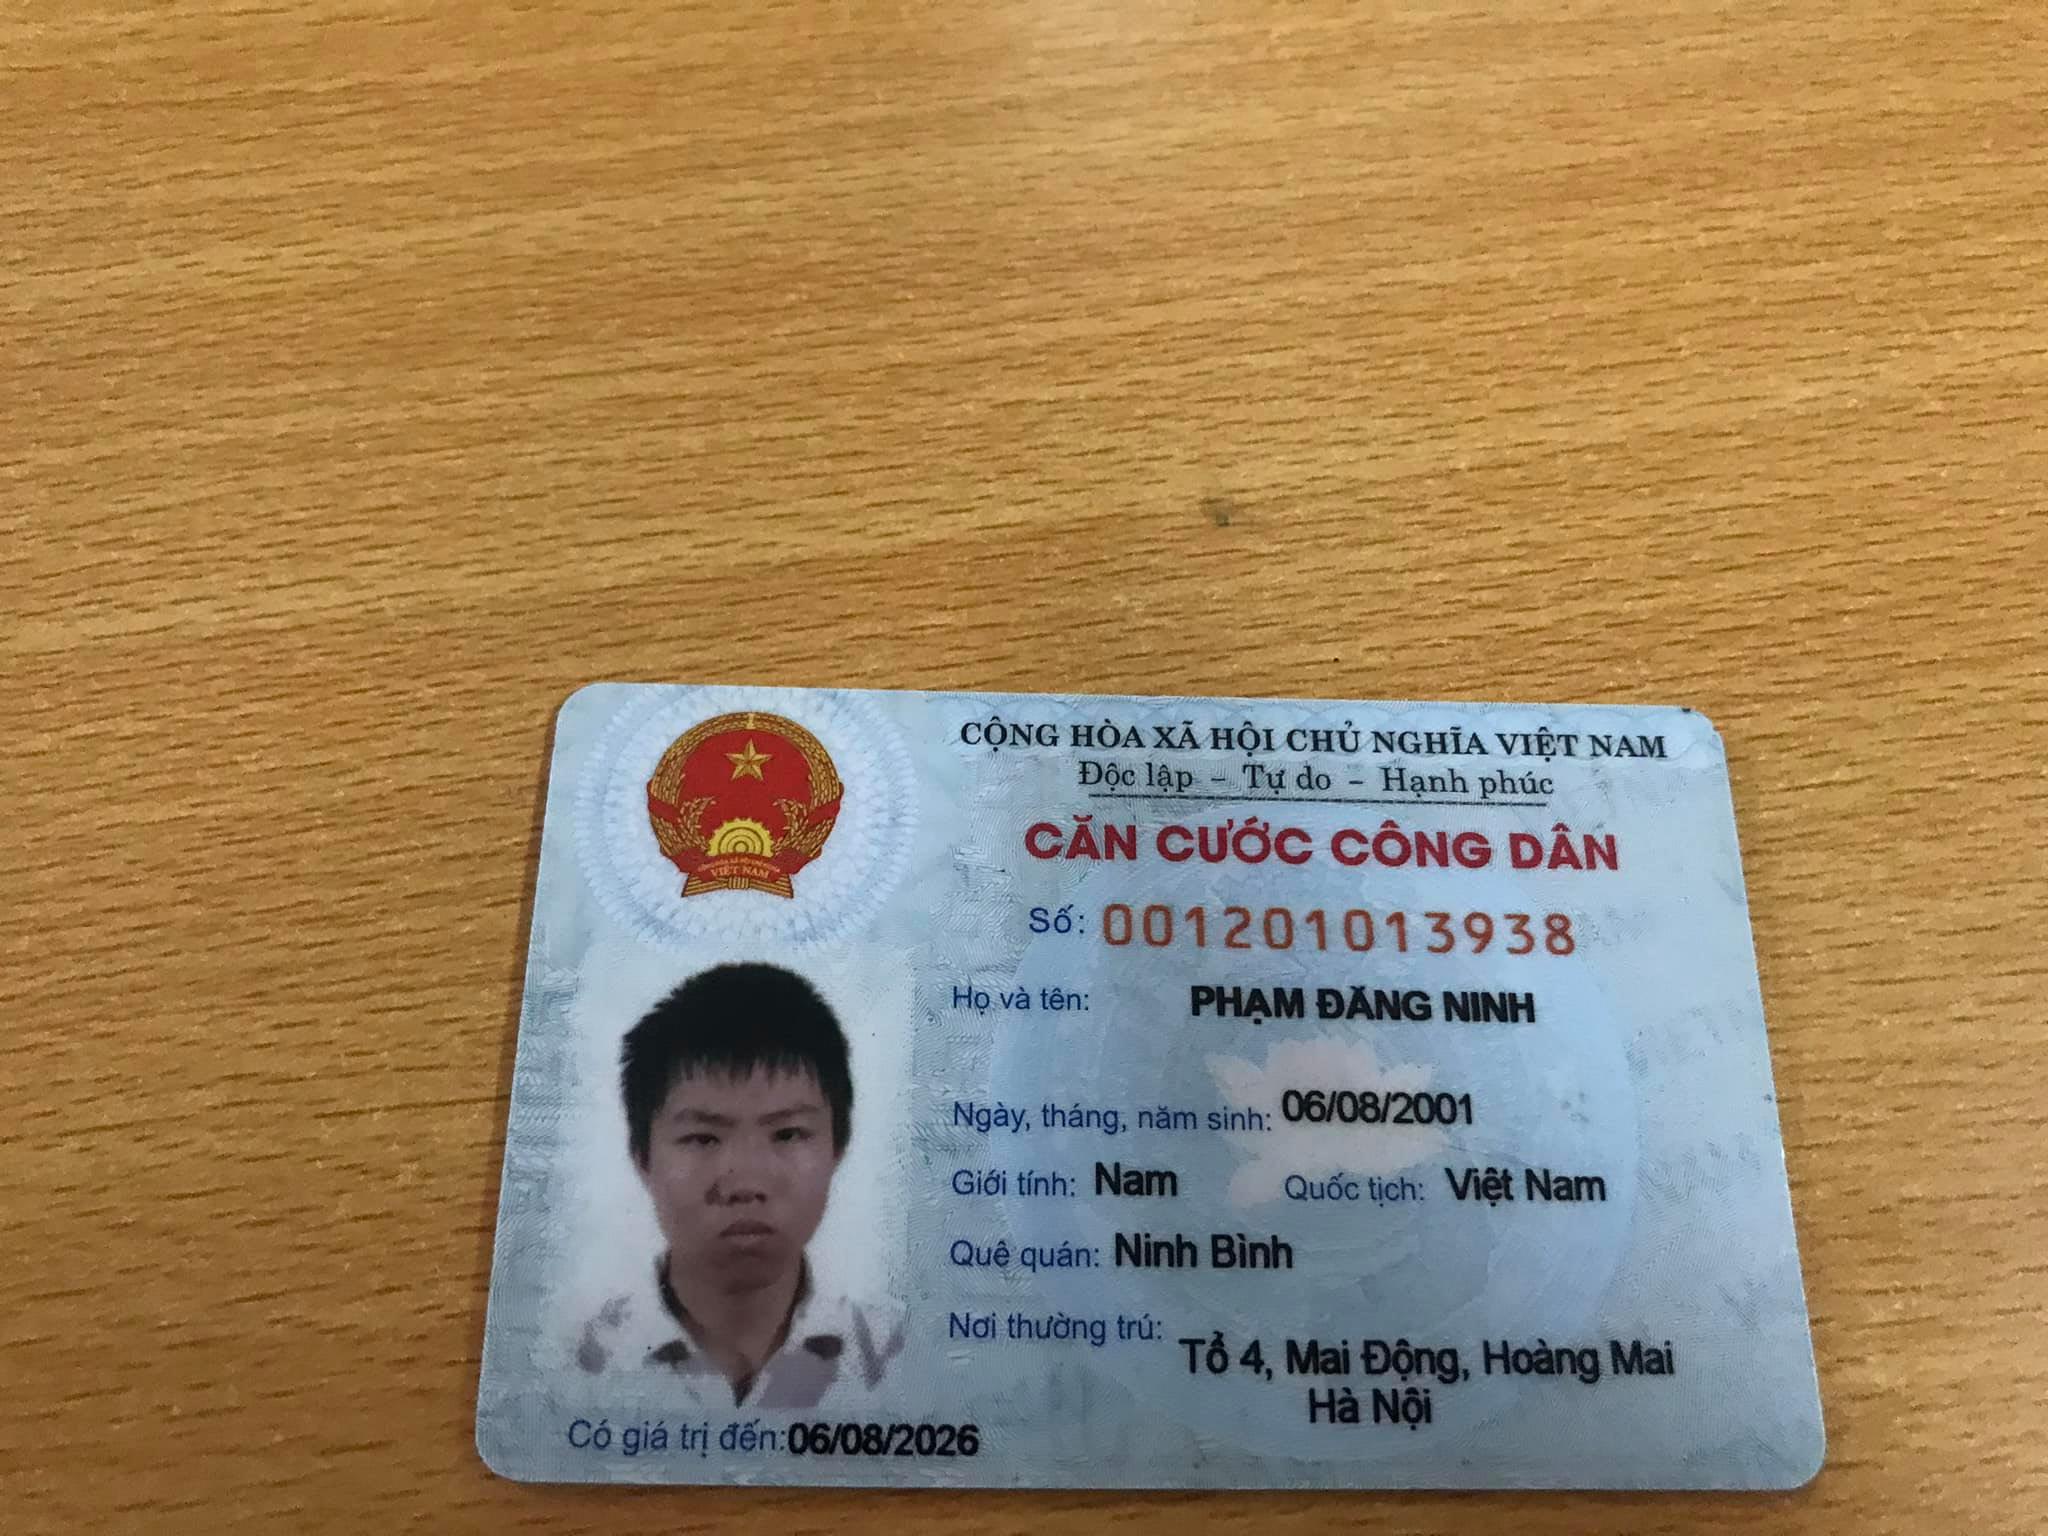 CỘNG HÒA XÃ HỘI CHỦ NGHĨA VIỆT NAM
Độc lập - Tự do - Hạnh phúc
CĂN CƯỚC CÔNG DÂN
VIỆT NAM
Số: 001201013938
Họ và tên: PHẠM ĐĂNG NINH
Ngày, tháng, năm sinh: 06/08/2001
Giới tính: Nam Quốc tịch: Việt Nam
Quê quán: Ninh Bình
Nơi thường trú: Tổ 4, Mai Động, Hoàng Mai
Hà Nội
Có giá trị đến: 06/08/2026